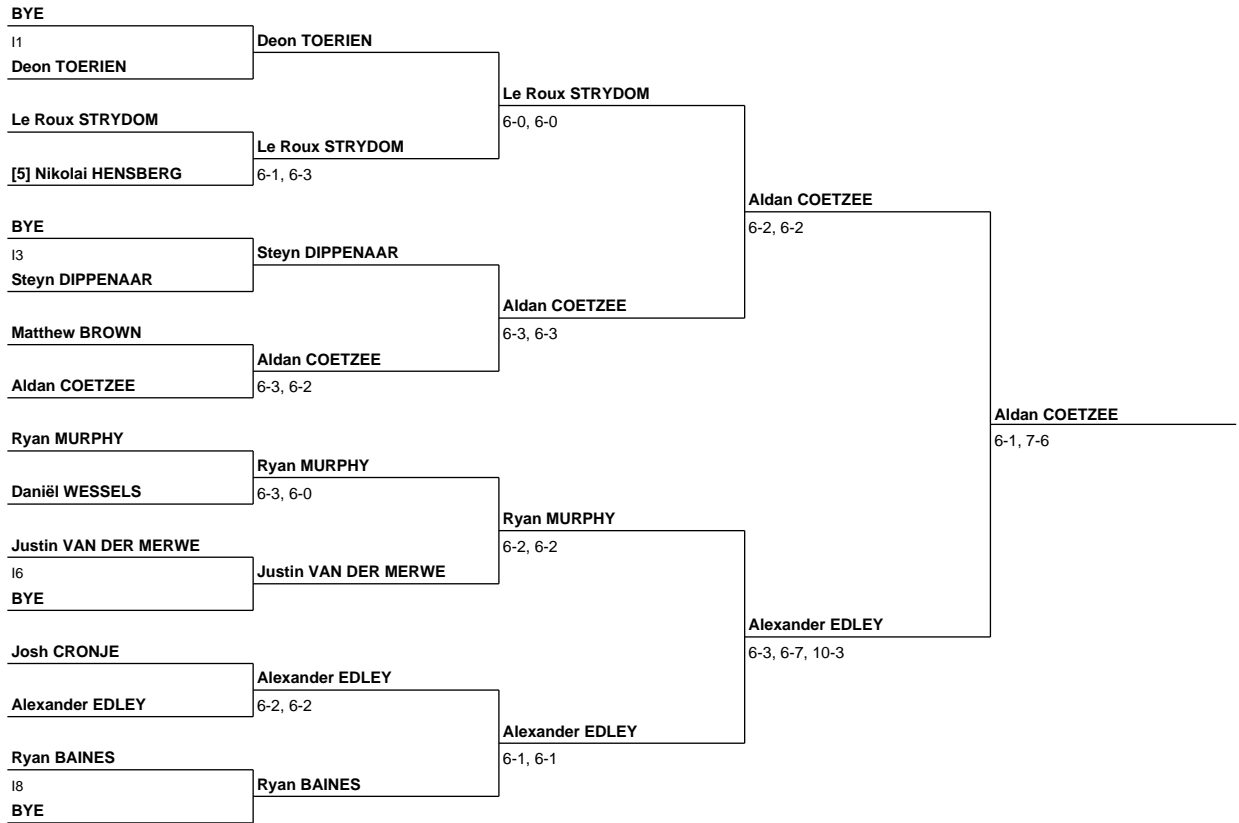 BYE
I1
Deon TOERIEN
Deon TOERIEN
Le Roux STRYDOM
6-0, 6-0
Le Roux STRYDOM
Le Roux STRYDOM
[5] Nikolai HENSBERG
6-1, 6-3
Aldan COETZEE
6-2, 6-2
BYE
I3
Steyn DIPPENAAR
Steyn DIPPENAAR
Aldan COETZEE
6-3, 6-3
Matthew BROWN
Aldan COETZEE
Aldan COETZEE
6-3, 6-2
Aldan COETZEE
6-1, 7-6
Ryan MURPHY
Ryan MURPHY
Daniël WESSELS
6-3, 6-0
Ryan MURPHY
6-2, 6-2
Justin VAN DER MERWE
I6
Justin VAN DER MERWE
BYE
Alexander EDLEY
6-3, 6-7, 10-3
Josh CRONJE
Alexander EDLEY
Alexander EDLEY
6-2, 6-2
Alexander EDLEY
6-1, 6-1
Ryan BAINES
I8
Ryan BAINES
BYE